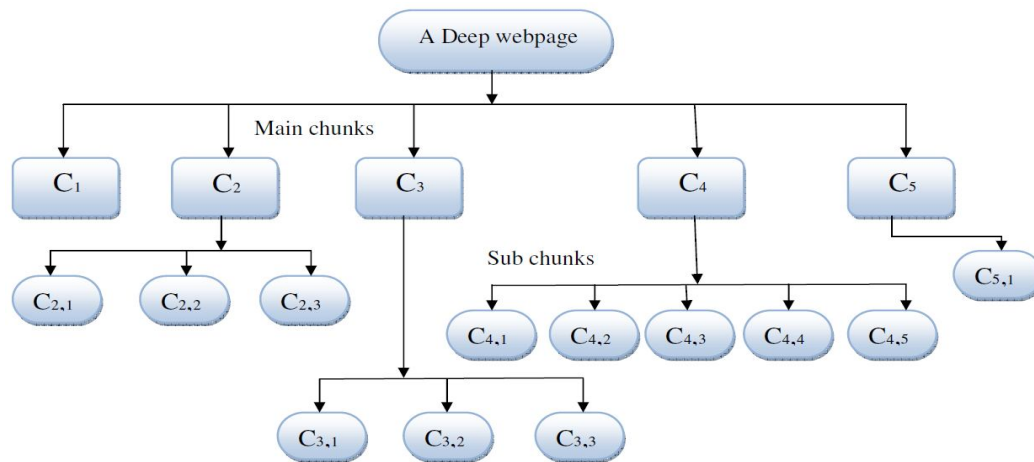 A Deep webpage
Main chunks
C1
C2
C3
C4
C5
Sub chunks
C5,1
C2,1
C2,2
C2,3
C4,1
C4,2
C4,3
C4,4
C4,5
C3,1
C3,2
C3,3